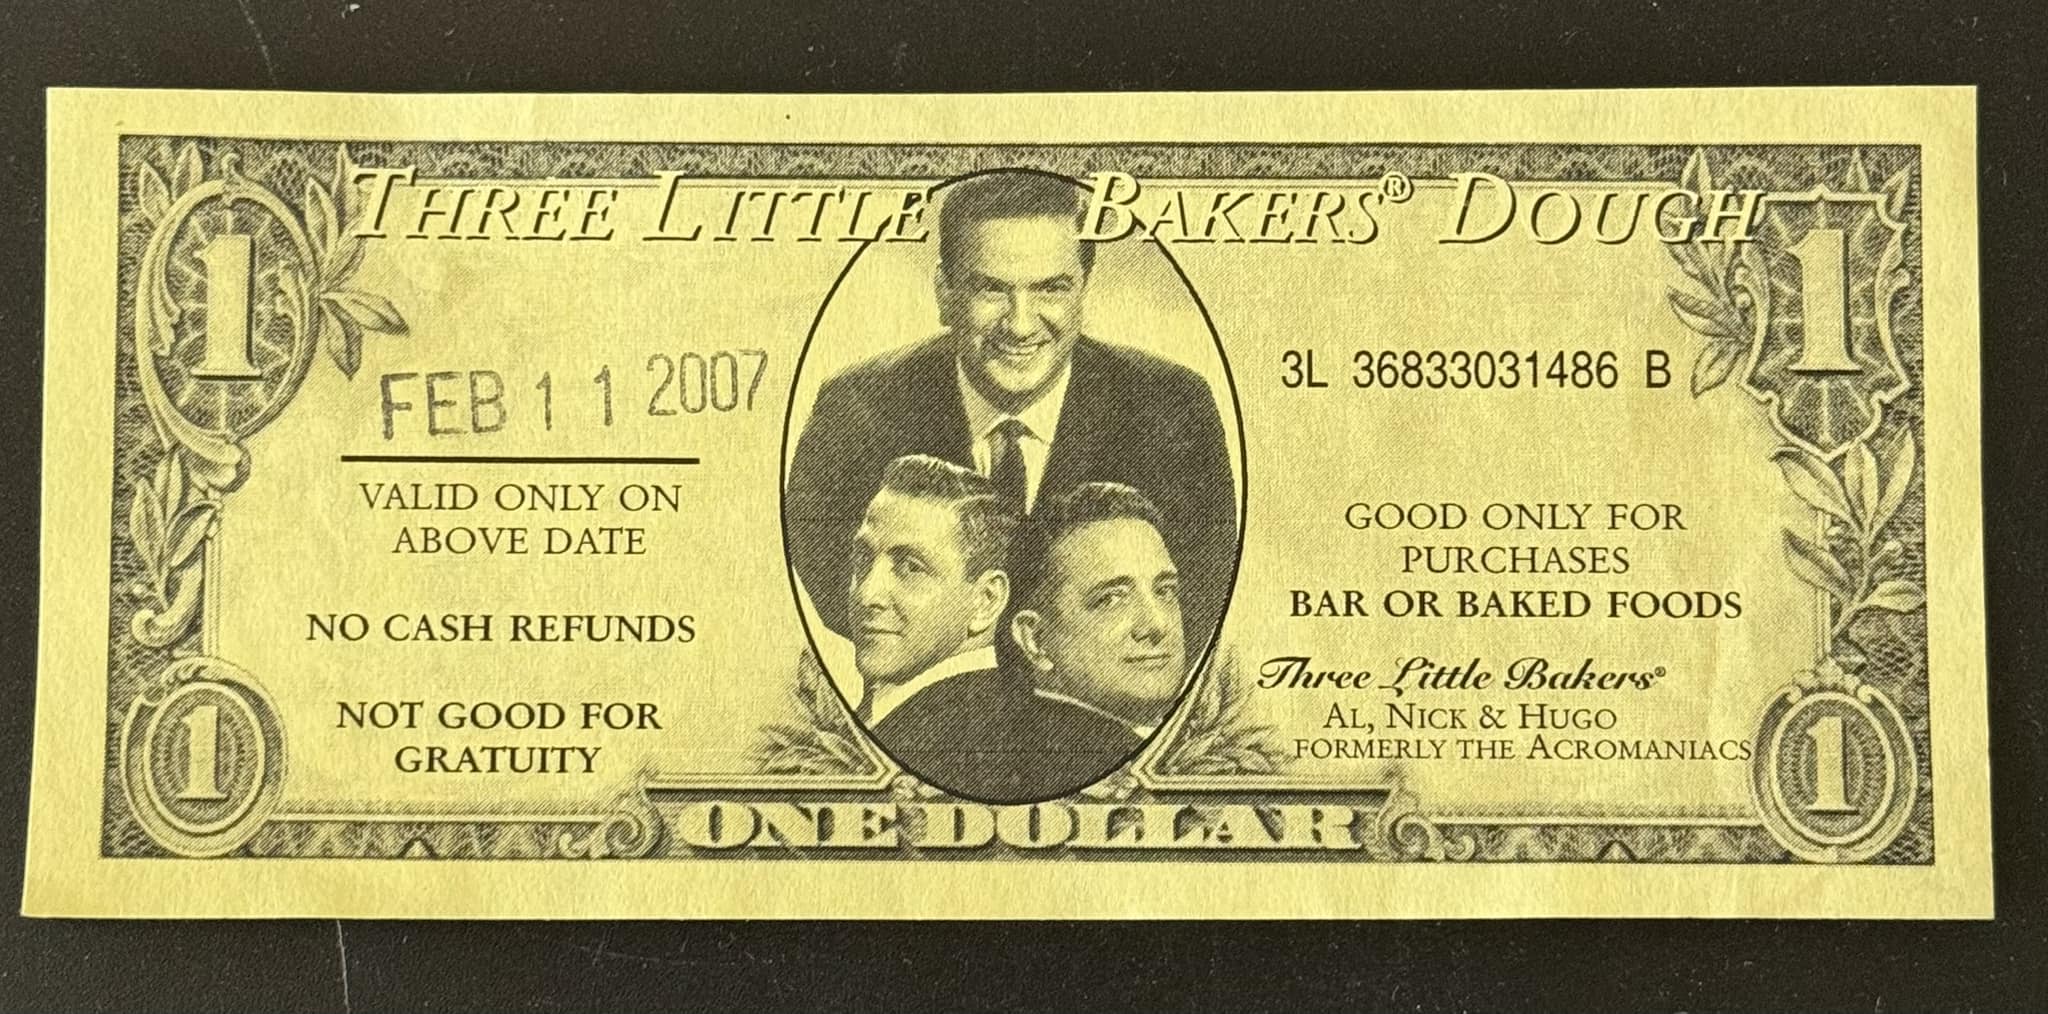 THREE LITTLE BAKERS® DOUGH
1
1
FEB 11 2007
VALID ONLY ON
ABOVE DATE
NO CASH REFUNDS
NOT GOOD FOR
GRATUITY
3L 36833031486 B
GOOD ONLY FOR
PURCHASES
BAR OR BAKED FOODS
Three Little Bakers®
AL, NICK & HUGO
FORMERLY THE ACROMANIACS
1
ONE DOLLAR
1